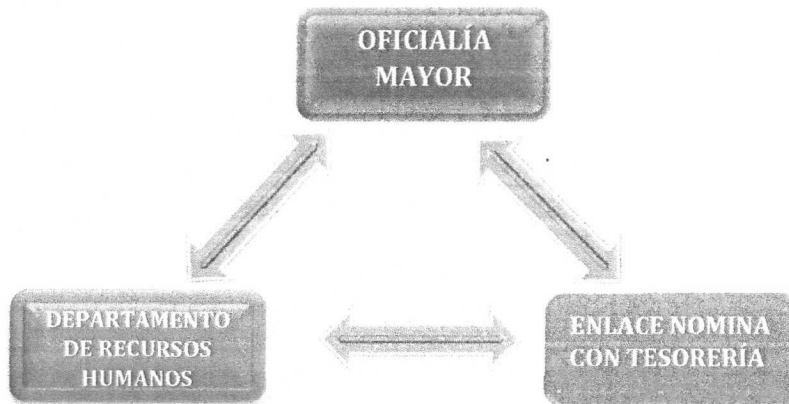 OFICIALÍA
MAYOR
DEPARTAMENTO
DE RECURSOS
HUMANOS
ENLACE NOMINA
CON TESORERÍA